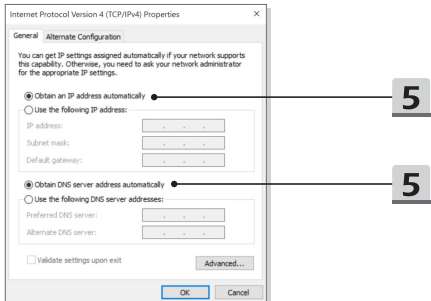 Internet Protocol Version 4 (TCP/IPv4) Properties
General Alternate Configuration
You can get IP settings assigned automatically if your network supports
this capability. Otherwise, you need to ask your network administrator
for the appropriate IP settings.
Obtain an IP address automatically
5
Use the following IP address:
IP address:
Subnet mask:
Default gateway:
Obtain DNS server address automatically
5
Use the following DNS server addresses:
Preferred DNS server:
Alternate DNS server:
Validate settings upon exit
Advanced...
OK Cancel